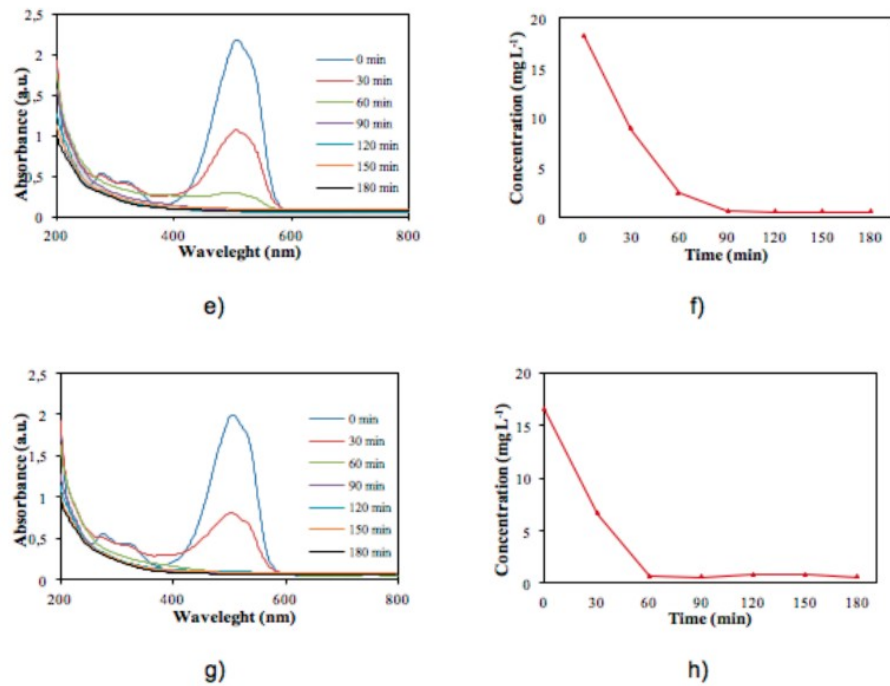 2,5
2
1,5
1
0,5
0
Absorbance (a.u.)
200 400 600 800
Waveleght (nm)
0 min
30 min
60 min
90 min
120 min
150 min
180 min
e)
20
15
10
5
0
Concentration (mg L-1)
0 30 60 90 120 150 180
Time (min)
f)
2,5
2
1,5
1
0,5
0
Absorbance (a.u.)
200 400 600 800
Waveleght (nm)
0 min
30 min
60 min
90 min
120 min
150 min
180 min
g)
20
15
10
5
0
Concentration (mg L-1)
0 30 60 90 120 150 180
Time (min)
h)